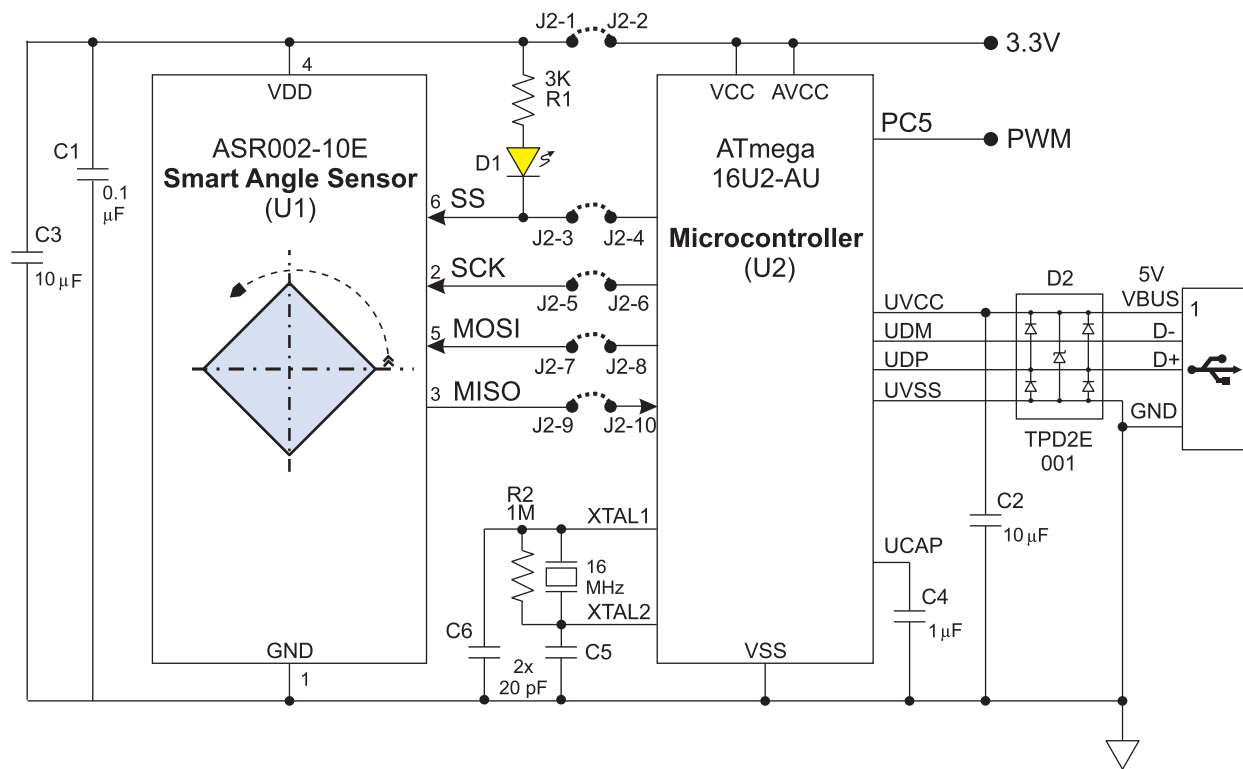 J2-1
J2-2
3.3V
4
VDD
3K
R1
VCC
AVCC
PC5
PWM
C1
0.1
µF
ASR002-10E
Smart Angle Sensor
(U1)
D1
ATmega
16U2-AU
Microcontroller
(U2)
6
SS
J2-3
J2-4
C3
10 µF
2
SCK
J2-5
J2-6
5
MOSI
J2-7
J2-8
3
MISO
J2-9
J2-10
UVCC
UDM
UDP
UVSS
D2
TPD2E
001
5V
VBUS
1
D-
D+
GND
R2
1M
XTAL1
16
MHz
XTAL2
C6
2x
20 pF
C5
C2
10 µF
UCAP
C4
1 µF
GND
1
VSS